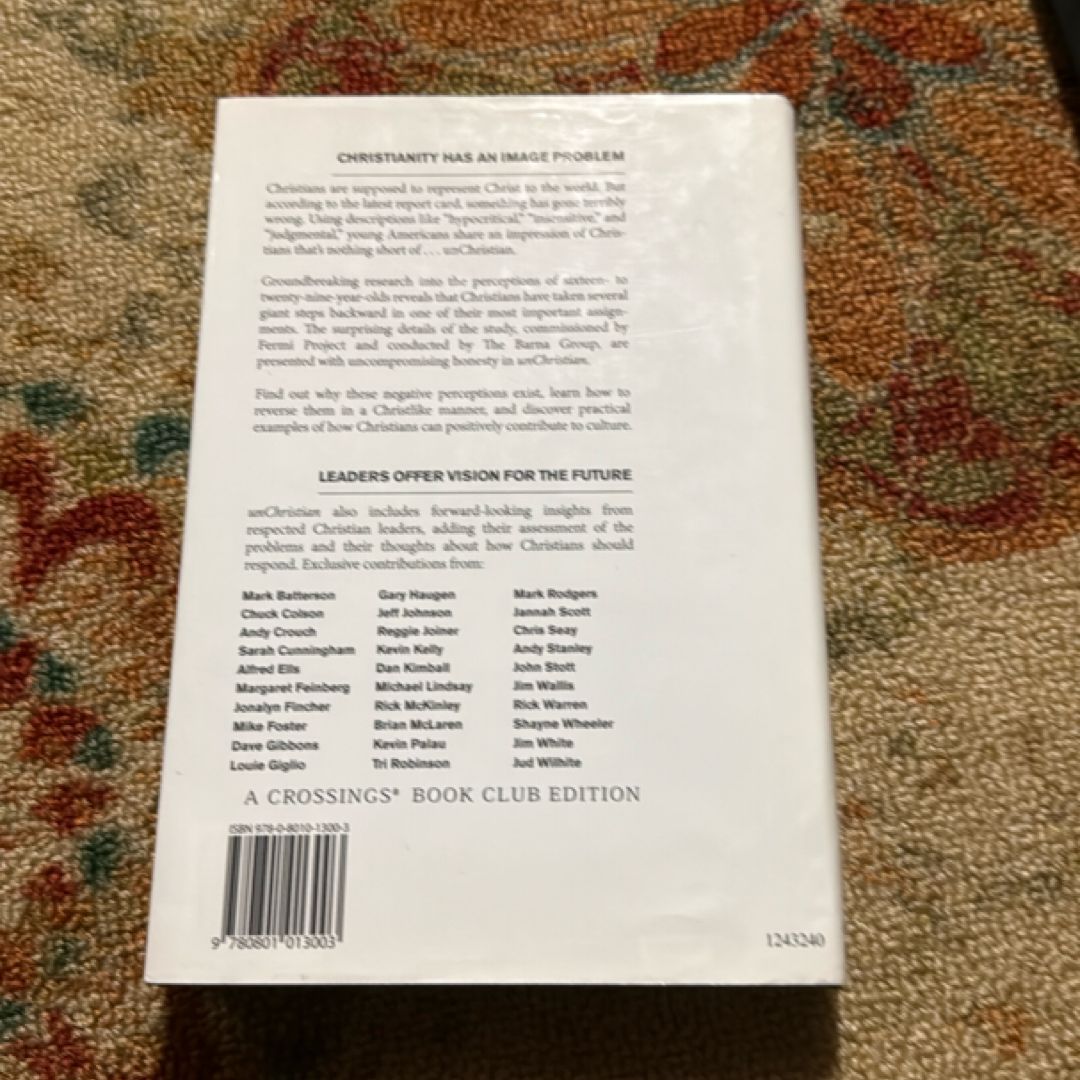 CHRISTIANITY HAS AN IMAGE PROBLEM
Christians are supposed to represent Christ to the world. But
according to the latest report card, something has gone terribly
wrong. Using descriptions like "hypocritical," "insensitive," and
"judgmental," young Americans share an impression of Chris-
tians that's nothing short of . . . unChristian.
Groundbreaking research into the perceptions of sixteen- to
twenty-nine-year-olds reveals that Christians have taken several
giant steps backward in one of their most important assign-
ments. The surprising details of the study, commissioned by
Fermi Project and conducted by The Barna Group, are
presented with uncompromising honesty in unChristian.
Find out why these negative perceptions exist, learn how to
reverse them in a Christlike manner, and discover practical
examples of how Christians can positively contribute to culture.
LEADERS OFFER VISION FOR THE FUTURE
unChristian also includes forward-looking insights from
respected Christian leaders, adding their assessment of the
problems and their thoughts about how Christians should
respond. Exclusive contributions from:
Mark Batterson Gary Haugen Mark Rodgers
Chuck Colson Jeff Johnson Jannah Scott
Andy Crouch Reggie Joiner Chris Seay
Sarah Cunningham Kevin Kelly Andy Stanley
Alfred Ells Dan Kimball John Stott
Margaret Feinberg Michael Lindsay Jim Wallis
Jonalyn Fincher Rick McKinley Rick Warren
Mike Foster Brian McLaren Shayne Wheeler
Dave Gibbons Kevin Palau Jim White
Louie Giglio Tri Robinson Jud Wilhite
A CROSSINGS® BOOK CLUB EDITION
ISBN 978-0-8010-1300-3
9 780801 013003
1243240